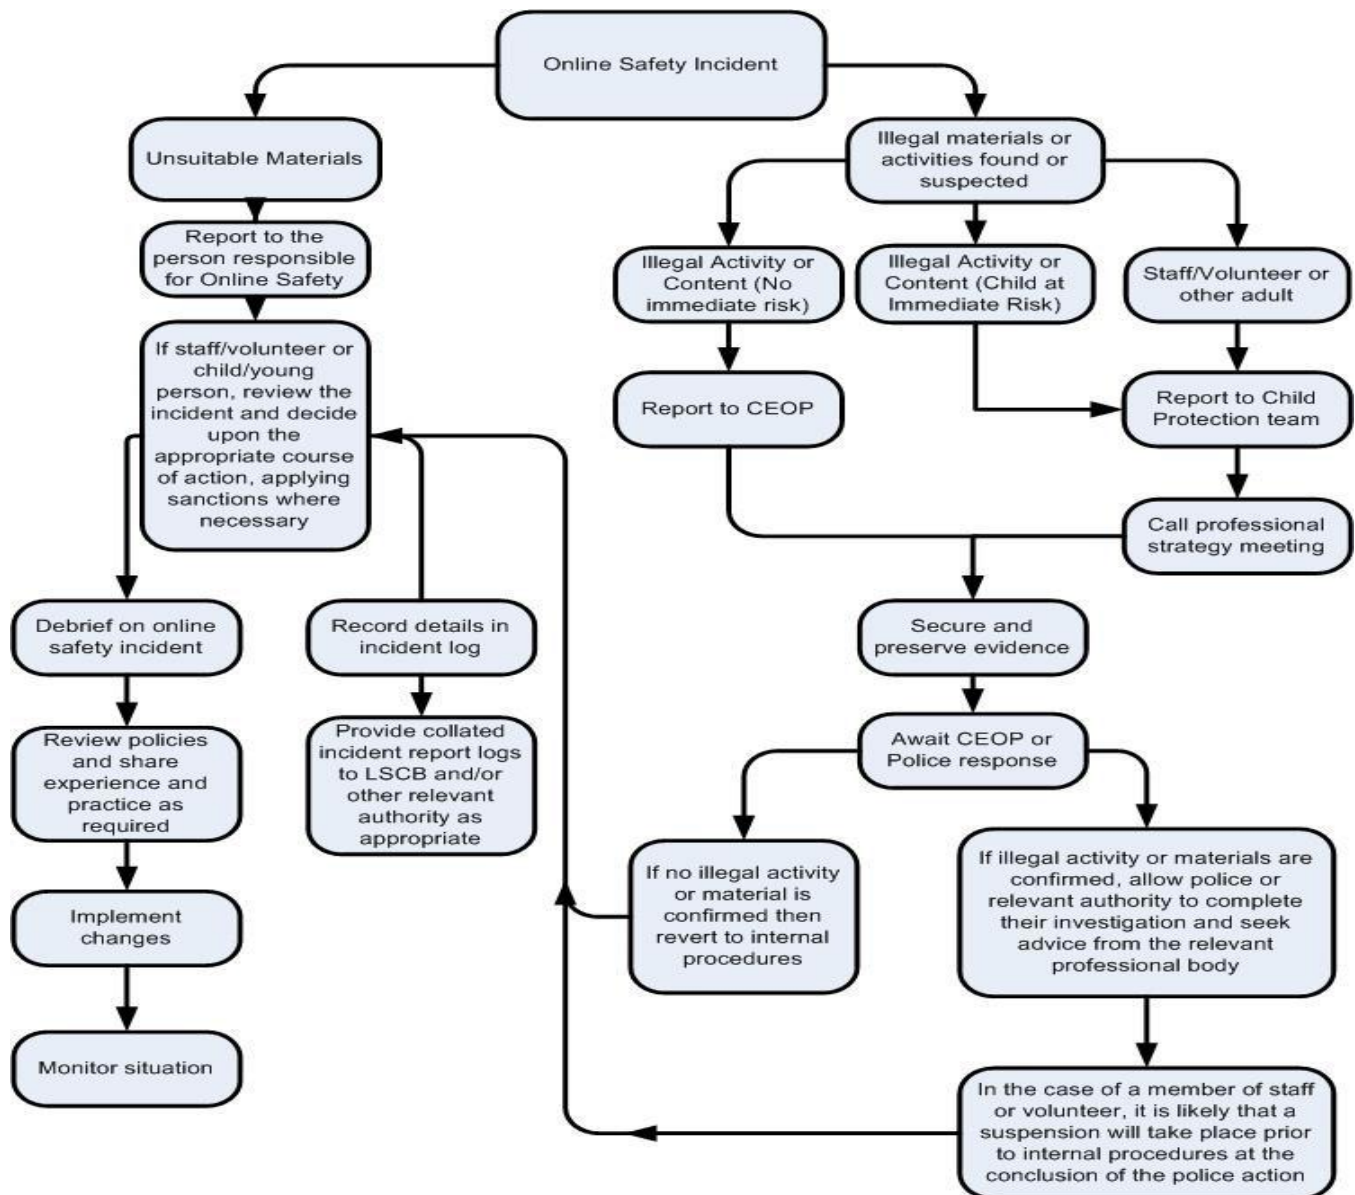 Online Safety Incident
Unsuitable Materials
Report to the
person responsible
for Online Safety
If staff/volunteer or
child/young
person, review the
incident and decide
upon the
appropriate course
of action, applying
sanctions where
necessary
Debrief on online
safety incident
Review policies
and share
experience and
practice as
required
Implement
changes
Monitor situation
Record details in
incident log
Provide collated
incident report logs
to LSCB and/or
other relevant
authority as
appropriate
Illegal materials or
activities found or
suspected
Illegal Activity or
Content (No
immediate risk)
Illegal Activity or
Content (Child at
Immediate Risk)
Staff/Volunteer or
other adult
Report to CEOP
Report to Child
Protection team
Call professional
strategy meeting
Secure and
preserve evidence
Await CEOP or
Police response
If no illegal activity
or material is
confirmed then
revert to internal
procedures
If illegal activity or materials are
confirmed, allow police or
relevant authority to complete
their investigation and seek
advice from the relevant
professional body
In the case of a member of staff
or volunteer, it is likely that a
suspension will take place prior
to internal procedures at the
conclusion of the police action